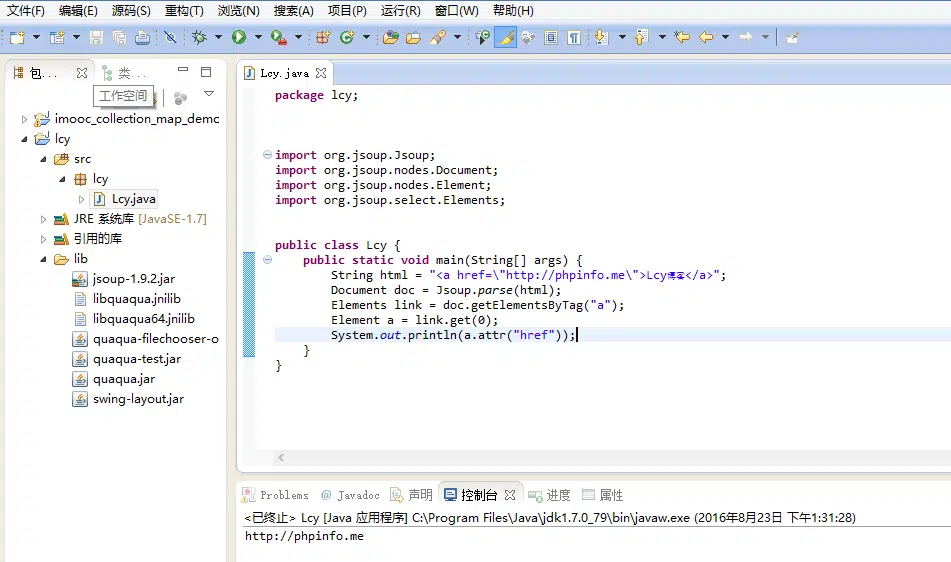 文件(F) 编辑(E) 源码(S) 重构(T) 浏览(N) 搜索(A) 项目(P) 运行(R) 窗口(W) 帮助(H)
包... 类...
工作空间
imooc_collection_map_demc
lcy
src
lcy
Lcy.java
JRE 系统库 [JavaSE-1.7]
引用的库
lib
jsoup-1.9.2.jar
libquaqua.jnilib
libquaqua64.jnilib
quaqua-filechooser-o
quaqua-test.jar
quaqua.jar
swing-layout.jar
Lcy.java
package lcy;
import org.jsoup.Jsoup;
import org.jsoup.nodes.Document;
import org.jsoup.nodes.Element;
import org.jsoup.select.Elements;
public class Lcy {
public static void main(String[] args) {
String html = "<a href=\"http://phpinfo.me\">Lcy博客</a>";
Document doc = Jsoup.parse(html);
Elements link = doc.getElementsByTag("a");
Element a = link.get(0);
System.out.println(a.attr("href"));
}
}
Problems @ Javadoc 声明 控制台 进度 属性
<已终止> Lcy [Java 应用程序] C:\Program Files\Java\jdk1.7.0_79\bin\javaw.exe (2016年8月23日 下午1:31:28)
http://phpinfo.me